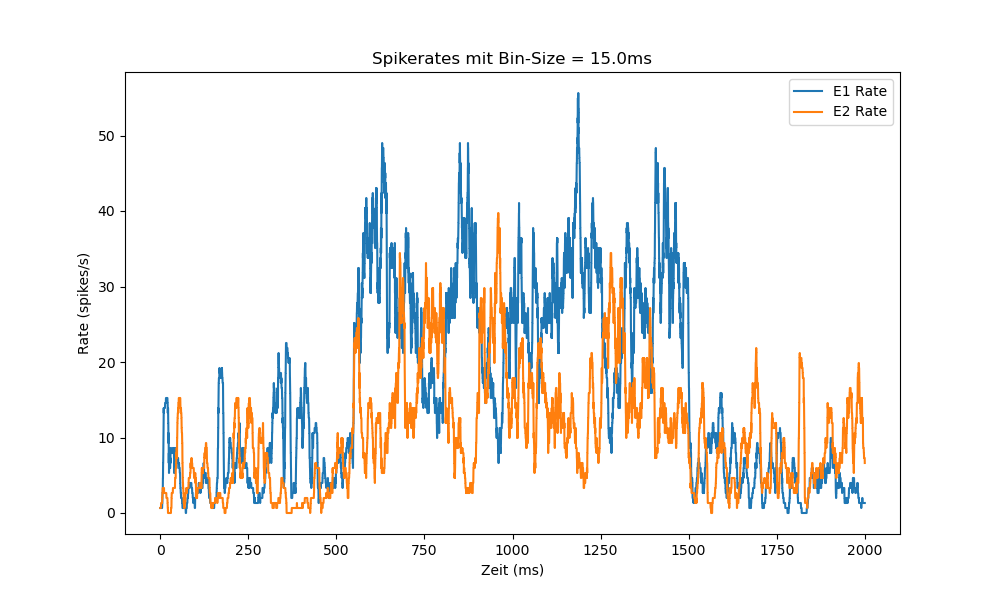 Spikerates mit Bin-Size = 15.0ms
E1 Rate
E2 Rate
50
40
30
20
10
0
Rate (spikes/s)
0 250 500 750 1000 1250 1500 1750 2000
Zeit (ms)